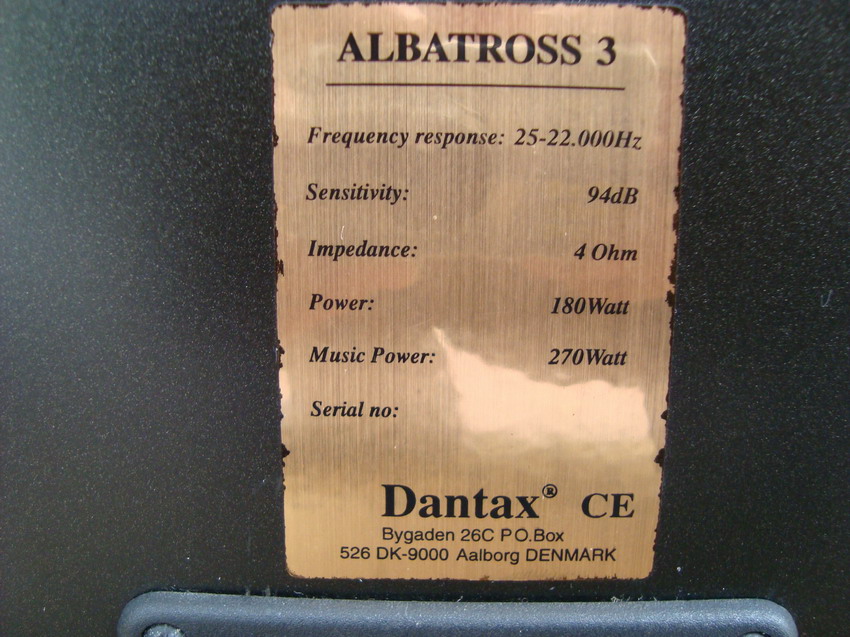 ALBATROSS 3
Frequency response: 25-22.000Hz
Sensitivity: 94dB
Impedance: 4 Ohm
Power: 180Watt
Music Power: 270Watt
Serial no:
Dantax® CE
Bygaden 26C P.O.Box
526 DK-9000 Aalborg DENMARK